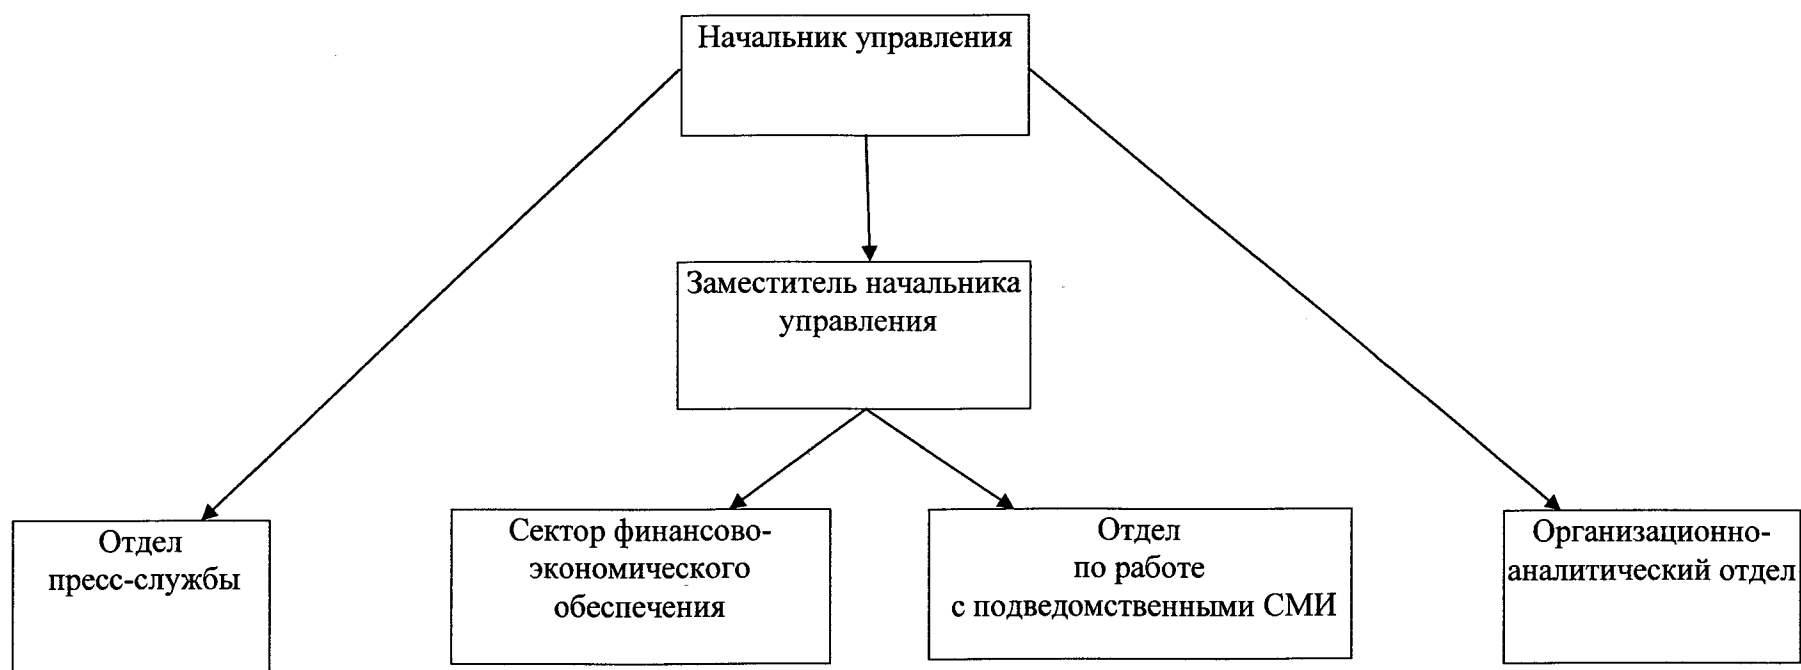 Начальник управления
Заместитель начальника
управления
Отдел
пресс-службы
Сектор финансово-
экономического
обеспечения
Отдел
по работе
с подведомственными СМИ
Организационно-
аналитический отдел